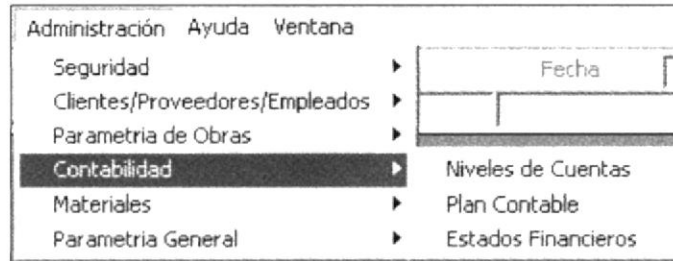 Administración Ayuda Ventana
Seguridad
Clientes/Proveedores/Empleados
Parametria de Obras
Contabilidad
Materiales
Parametria General
Fecha
Niveles de Cuentas
Plan Contable
Estados Financieros